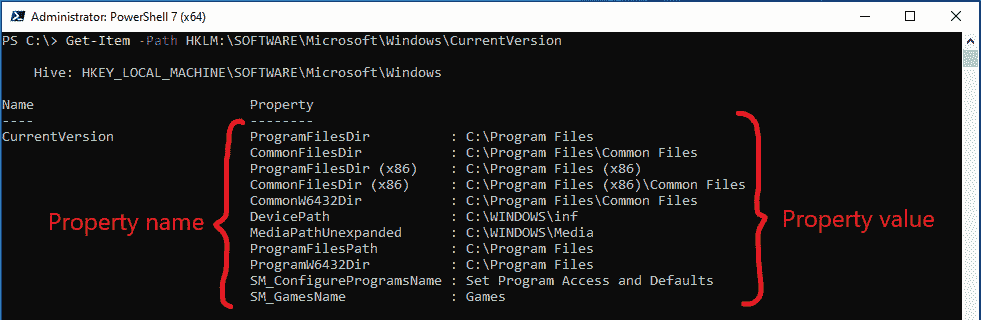 Administrator: PowerShell 7 (x64)
PS C:\> Get-Item -Path HKLM:\SOFTWARE\Microsoft\Windows\CurrentVersion
Hive: HKEY_LOCAL_MACHINE\SOFTWARE\Microsoft\Windows
Name Property
---- --------
CurrentVersion ProgramFilesDir : C:\Program Files
CommonFilesDir : C:\Program Files\Common Files
ProgramFilesDir (x86) : C:\Program Files (x86)
CommonFilesDir (x86) : C:\Program Files (x86)\Common Files
CommonW6432Dir : C:\Program Files\Common Files
Property name DevicePath : C:\WINDOWS\inf Property value
MediaPathUnexpanded : C:\WINDOWS\Media
ProgramFilesPath : C:\Program Files
ProgramW6432Dir : C:\Program Files
SM_ConfigureProgramsName : Set Program Access and Defaults
SM_GamesName : Games